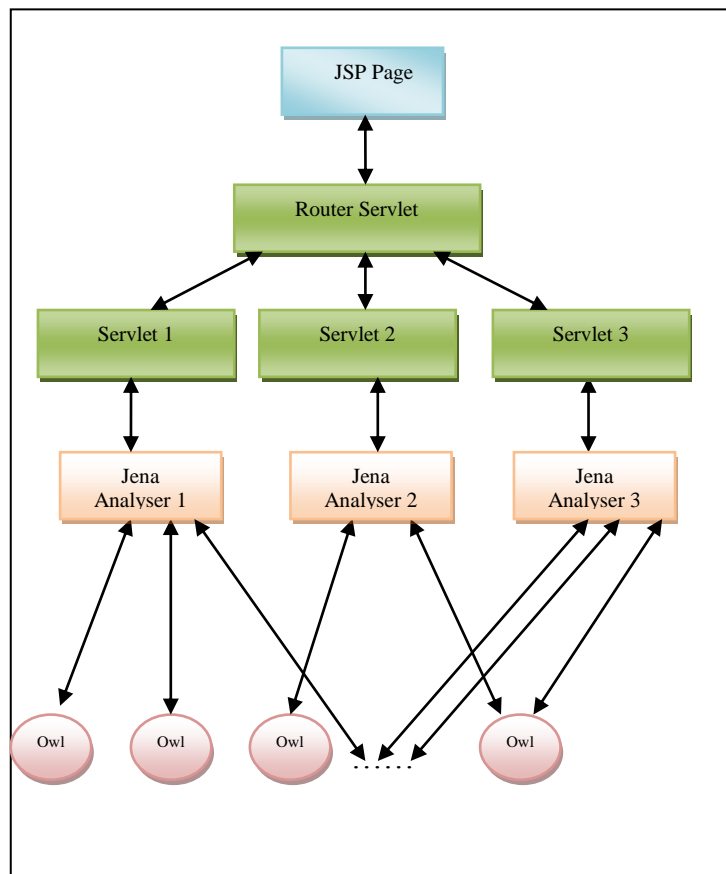 JSP Page
Router Servlet
Servlet 1
Servlet 2
Servlet 3
Jena
Analyser 1
Jena
Analyser 2
Jena
Analyser 3
Owl
Owl
Owl
......
Owl